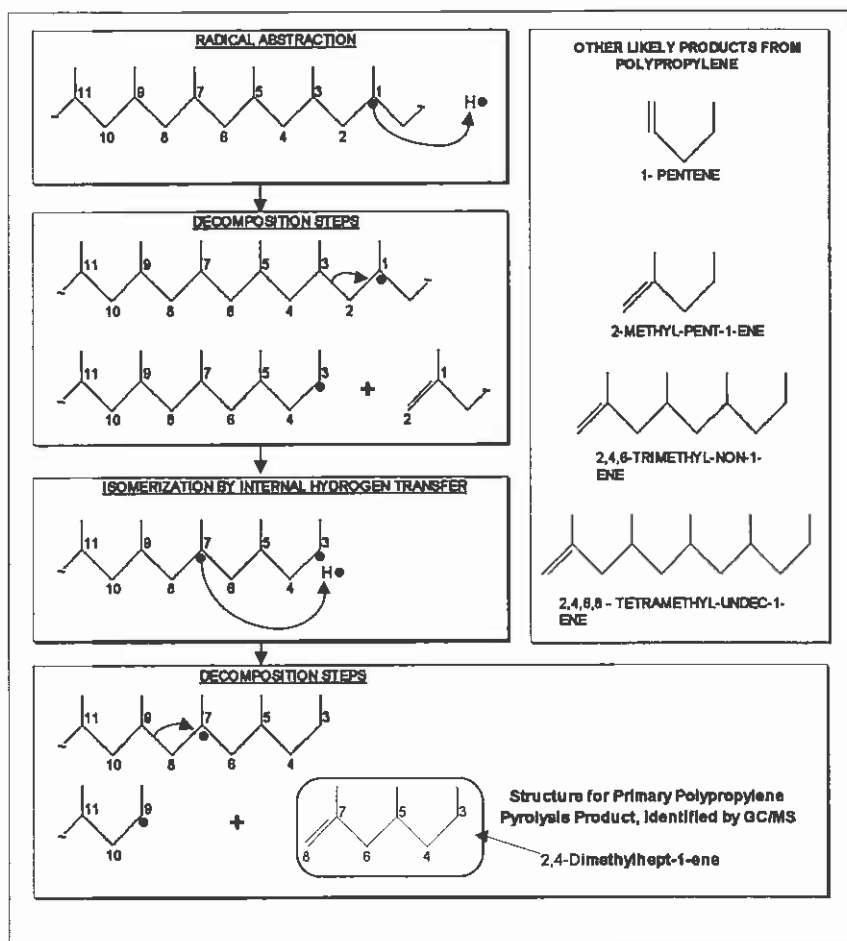 RADICAL ABSTRACTION
11 9 7 5 3 1
H●
10 8 6 4 2
DECOMPOSITION STEPS
11 9 7 5 3 1
10 8 6 4 2
11 9 7 5 3 + 1
10 8 6 4 2
ISOMERIZATION BY INTERNAL HYDROGEN TRANSFER
11 9 7 5 3
H●
10 8 6 4
DECOMPOSITION STEPS
11 9 7 5 3
10 8 6 4
11 9 + 7 5 3
10 8 6 4
Structure for Primary Polypropylene
Pyrolysis Product, Identified by GC/MS
2,4-Dimethylhept-1-ene
OTHER LIKELY PRODUCTS FROM
POLYPROPYLENE
1- PENTENE
2-METHYL-PENT-1-ENE
2,4,6-TRIMETHYL-NON-1-
ENE
2,4,6,8 - TETRAMETHYL-UNDEC-1-
ENE